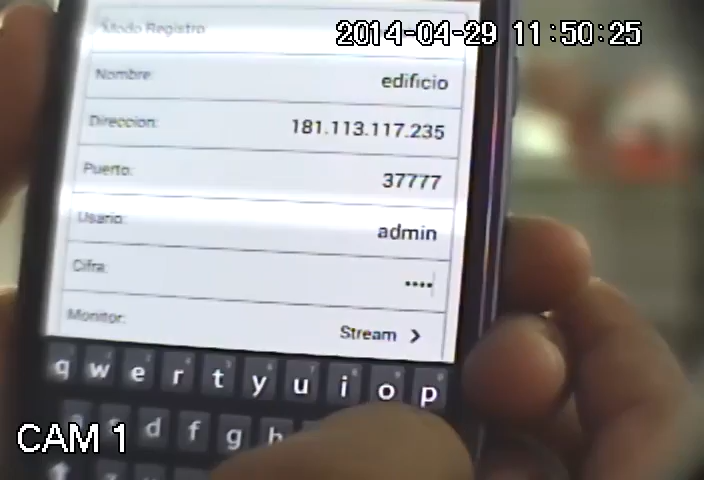 2014-04-29 11:50:25
Modo Registro
Nombre: edificio
Direccion: 181.113.117.235
Puerto: 37777
Usario: admin
Cifra: ••••
Monitor: Stream >
q w e r t y u i o p
d f g h
CAM 1